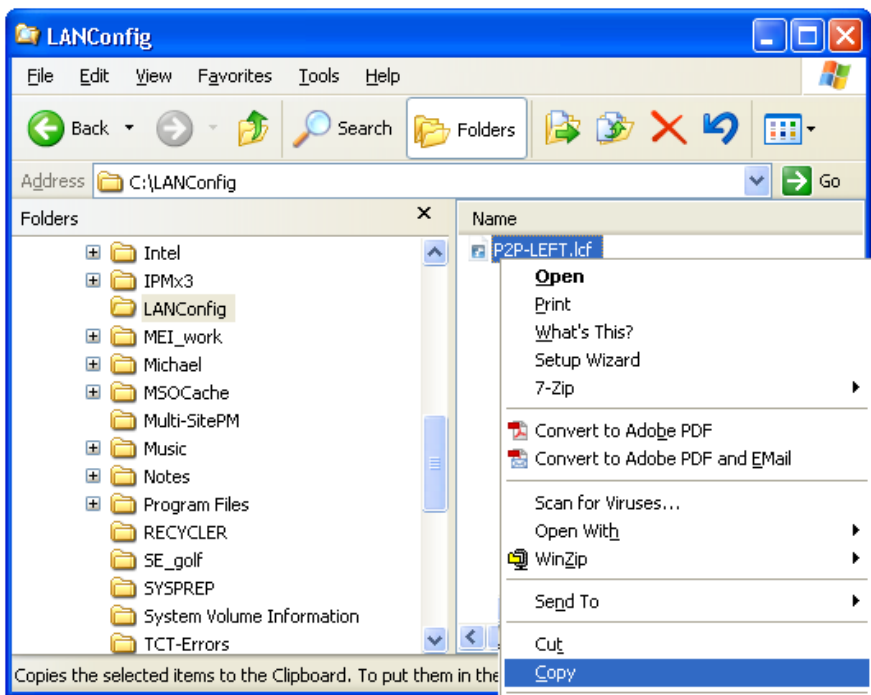 LANConfig
File Edit View Favorites Tools Help
Back Search Folders
Address C:\LANConfig Go
Folders
Name
Intel
IPMx3
LANConfig
MEI_work
Michael
MSOCache
Multi-SitePM
Music
Notes
Program Files
RECYCLER
SE_golf
SYSPREP
System Volume Information
TCT-Errors
P2P-LEFT.lcf
Open
Print
What's This?
Setup Wizard
7-Zip
Convert to Adobe PDF
Convert to Adobe PDF and EMail
Scan for Viruses...
Open With
WinZip
Send To
Cut
Copy
Copies the selected items to the Clipboard. To put them in the